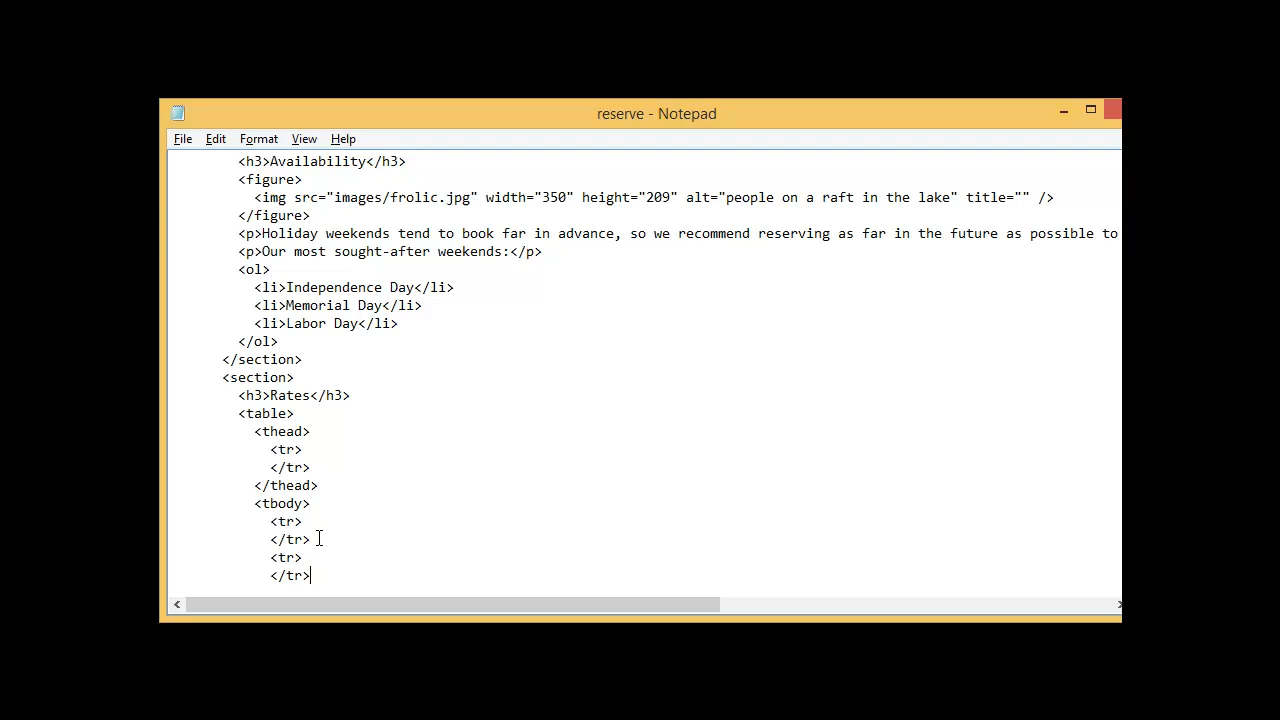 reserve - Notepad
File Edit Format View Help
<h3>Availability</h3>
<figure>
<img src="images/frolic.jpg" width="350" height="209" alt="people on a raft in the lake" title="" />
</figure>
<p>Holiday weekends tend to book far in advance, so we recommend reserving as far in the future as possible to
<p>Our most sought-after weekends:</p>
<ol>
<li>Independence Day</li>
<li>Memorial Day</li>
<li>Labor Day</li>
</ol>
</section>
<section>
<h3>Rates</h3>
<table>
<thead>
<tr>
</tr>
</thead>
<tbody>
<tr>
</tr>
<tr>
</tr>